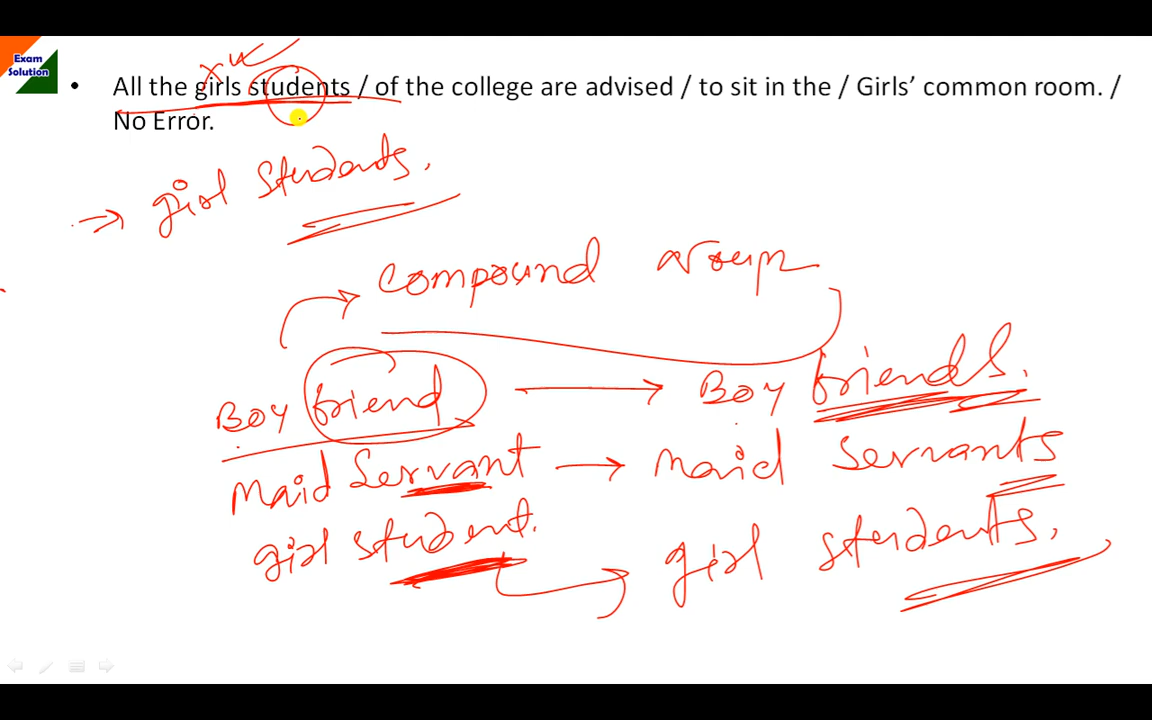 Exam
Solution
• All the girls students / of the college are advised / to sit in the / Girls’ common room. /
No Error.
→ girl students.
compound noun
Boy friend → Boy friends.
Maid Servant → Maid Servants
girl student. → girl students.